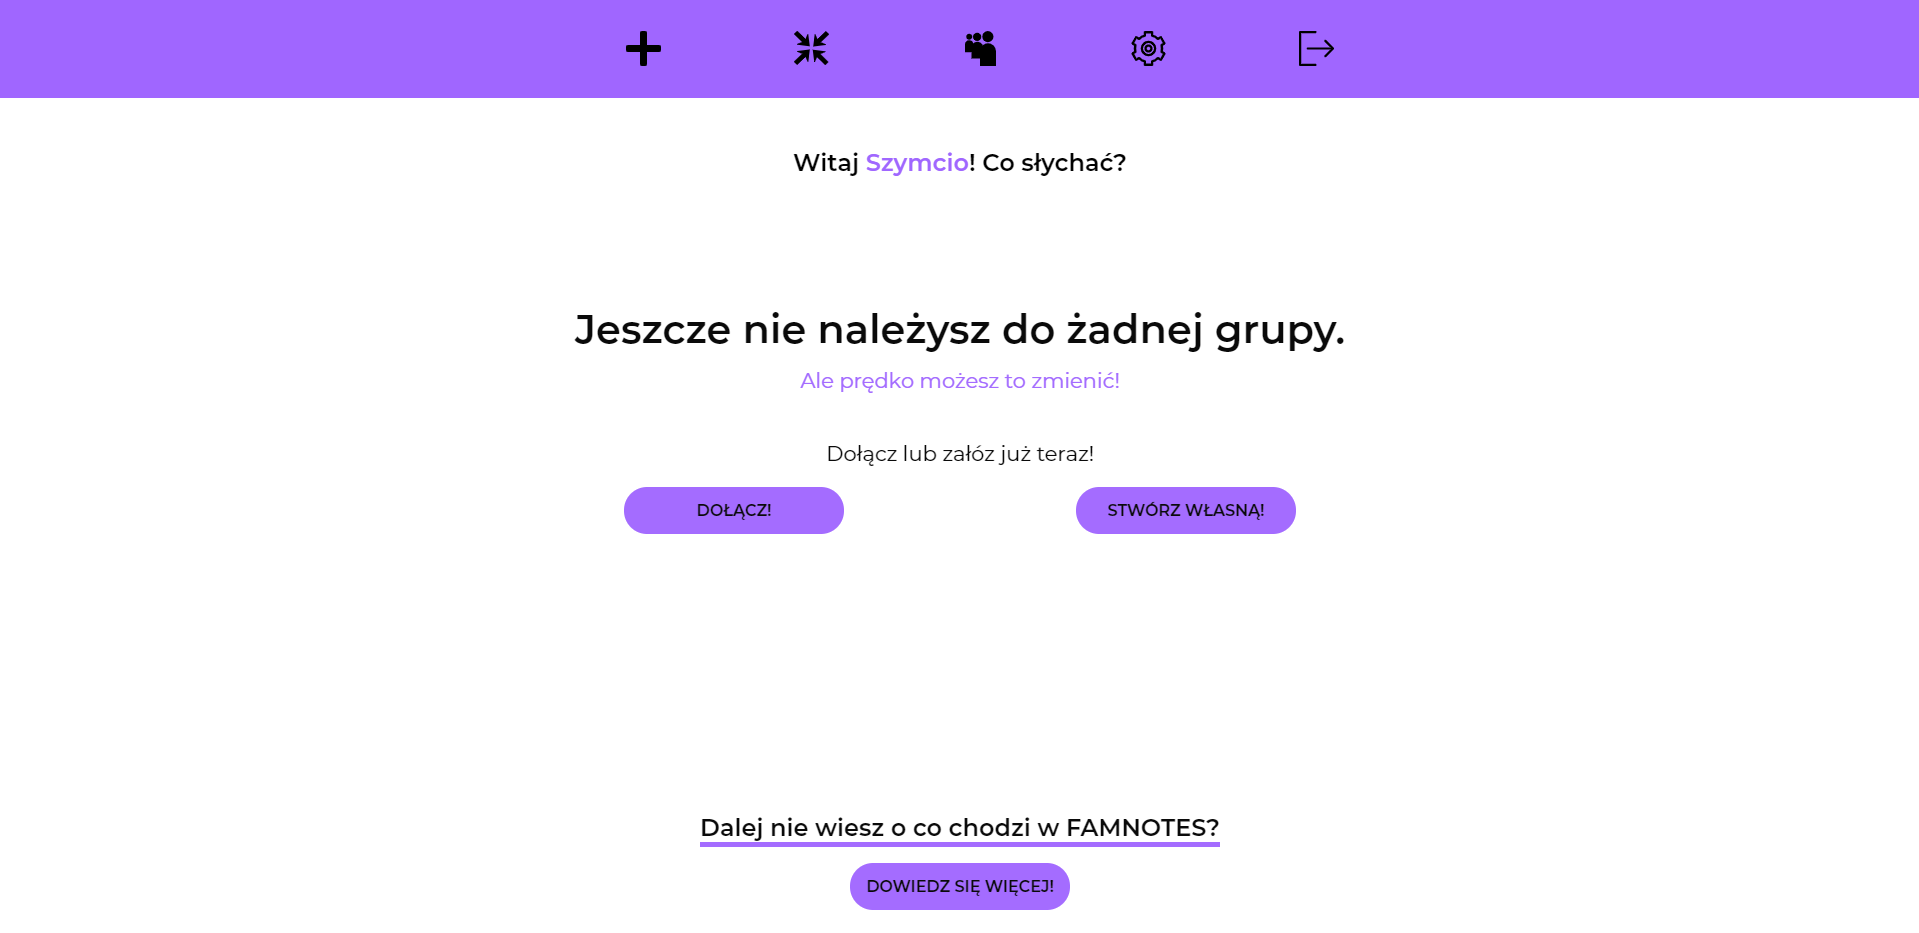 Witaj Szymcio! Co słychać?
Jeszcze nie należysz do żadnej grupy.
Ale prędko możesz to zmienić!
Dołącz lub załóz już teraz!
DOŁĄCZ!
STWÓRZ WŁASNĄ!
Dalej nie wiesz o co chodzi w FAMNOTES?
DOWIEDZ SIĘ WIĘCEJ!